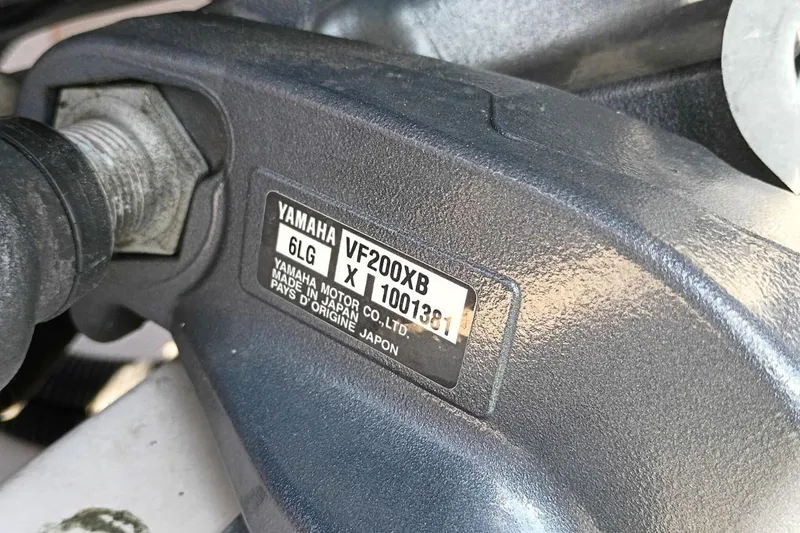 YAMAHA VF200XB
6LG X 1001381
YAMAHA MOTOR CO.,LTD.
MADE IN JAPAN
PAYS D'ORIGINE JAPON